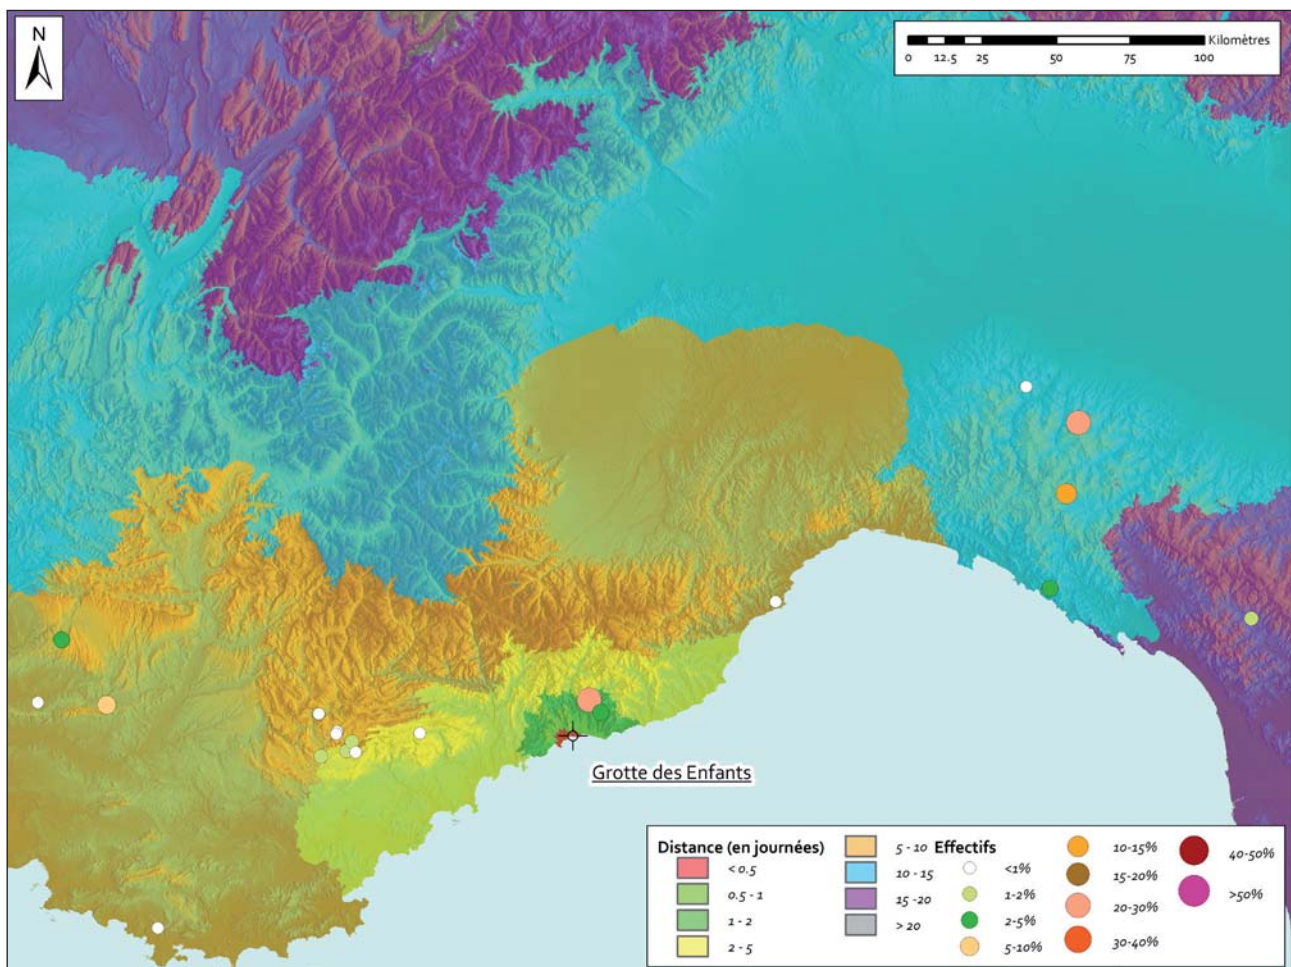 N
Kilomètres
0 12.5 25 50 75 100
Grotte des Enfants
Distance (en journées)
< 0.5
0.5 - 1
1 - 2
2 - 5
5 - 10
10 - 15
15 - 20
> 20
Effectifs
<1%
1-2%
2-5%
5-10%
10-15%
15-20%
20-30%
30-40%
40-50%
>50%